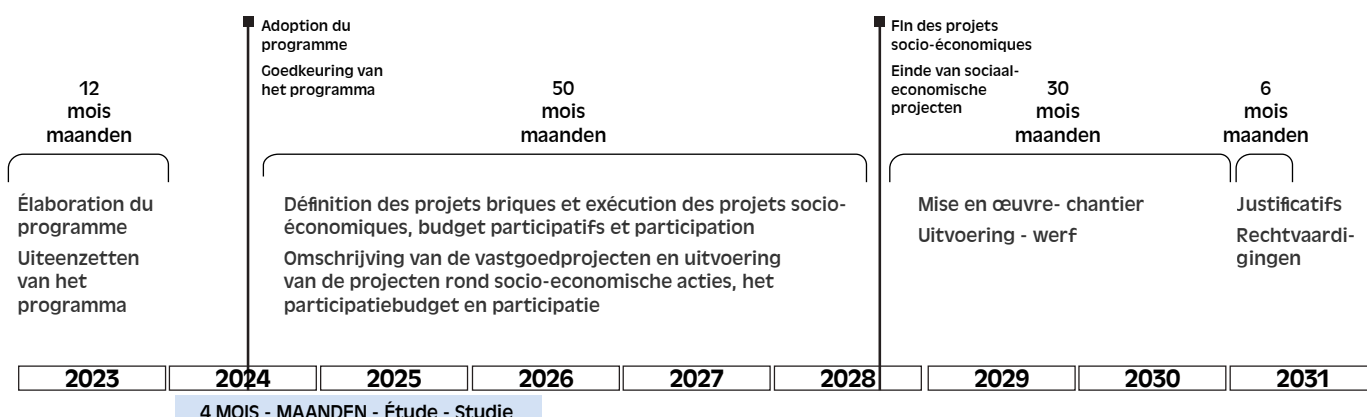 Adoption du
programme
Goedkeuring van
het programma
FIn des projets
socio-économiques
Einde van sociaal-
economische
projecten
12
mois
maanden
50
mois
maanden
30
mois
maanden
6
mois
maanden
Élaboration du
programme
Uiteenzetten
van het
programma
Définition des projets briques et exécution des projets socio-
économiques, budget participatifs et participation
Omschrijving van de vastgoedprojecten en uitvoering
van de projecten rond socio-economische acties, het
participatiebudget en participatie
Mise en œuvre- chantier
Uitvoering - werf
Justificatifs
Rechtvaardi-
gingen
2023 2024 2025 2026 2027 2028 2029 2030 2031
4 MOIS - MAANDEN - Étude - Studie